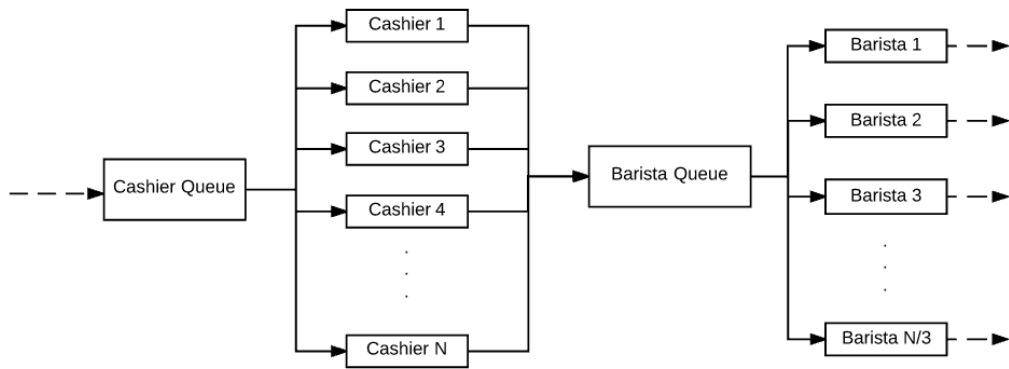 Cashier Queue
Cashier 1
Cashier 2
Cashier 3
Cashier 4
Cashier N
Barista Queue
Barista 1
Barista 2
Barista 3
Barista N/3